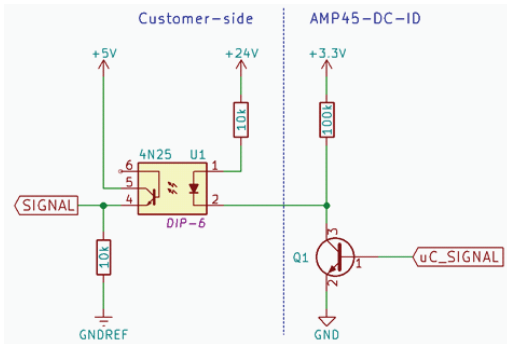 Customer-side
AMP45-DC-ID
+5V
+24V
+3.3V
10k
100k
4N25 U1
6
5
4
1
2
SIGNAL
DIP-6
10k
Q1
3
1
2
uC_SIGNAL
GNDREF
GND